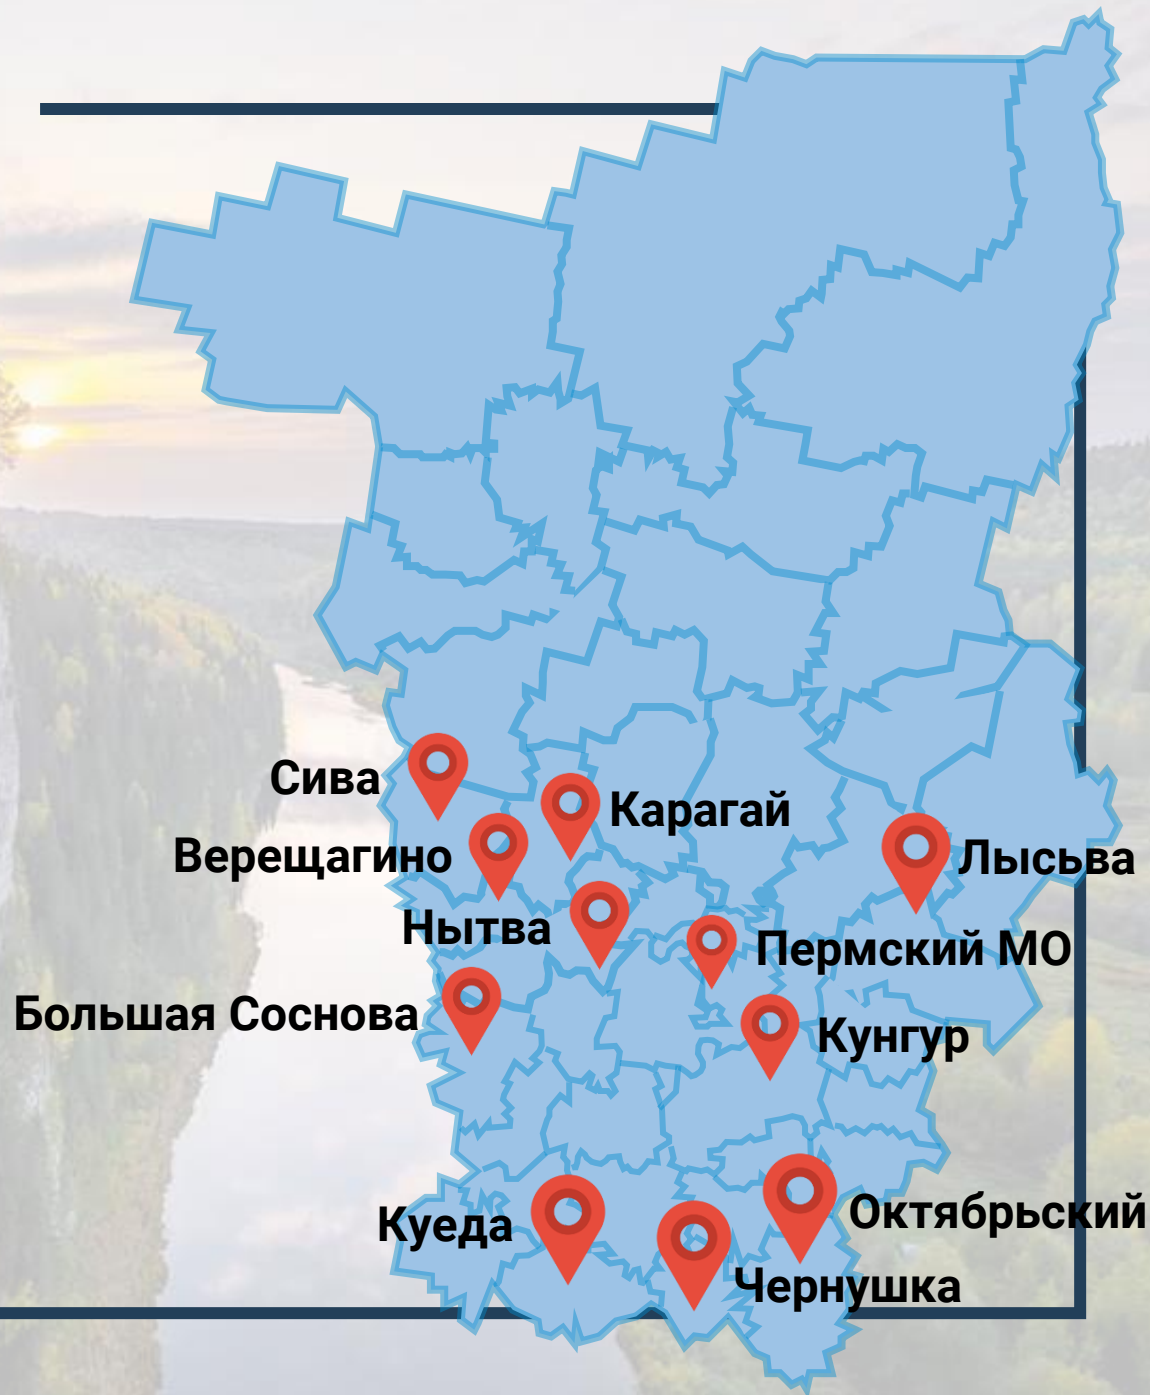 Сива
Карагай
Верещагино
Лысьва
Нытва
Пермский МО
Большая Соснова
Кунгур
Куеда
Октябрьский
Чернушка